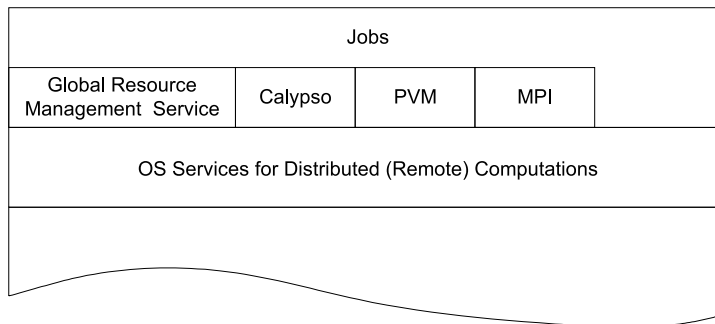 Jobs
Global Resource
Management Service
Calypso
PVM
MPI
OS Services for Distributed (Remote) Computations